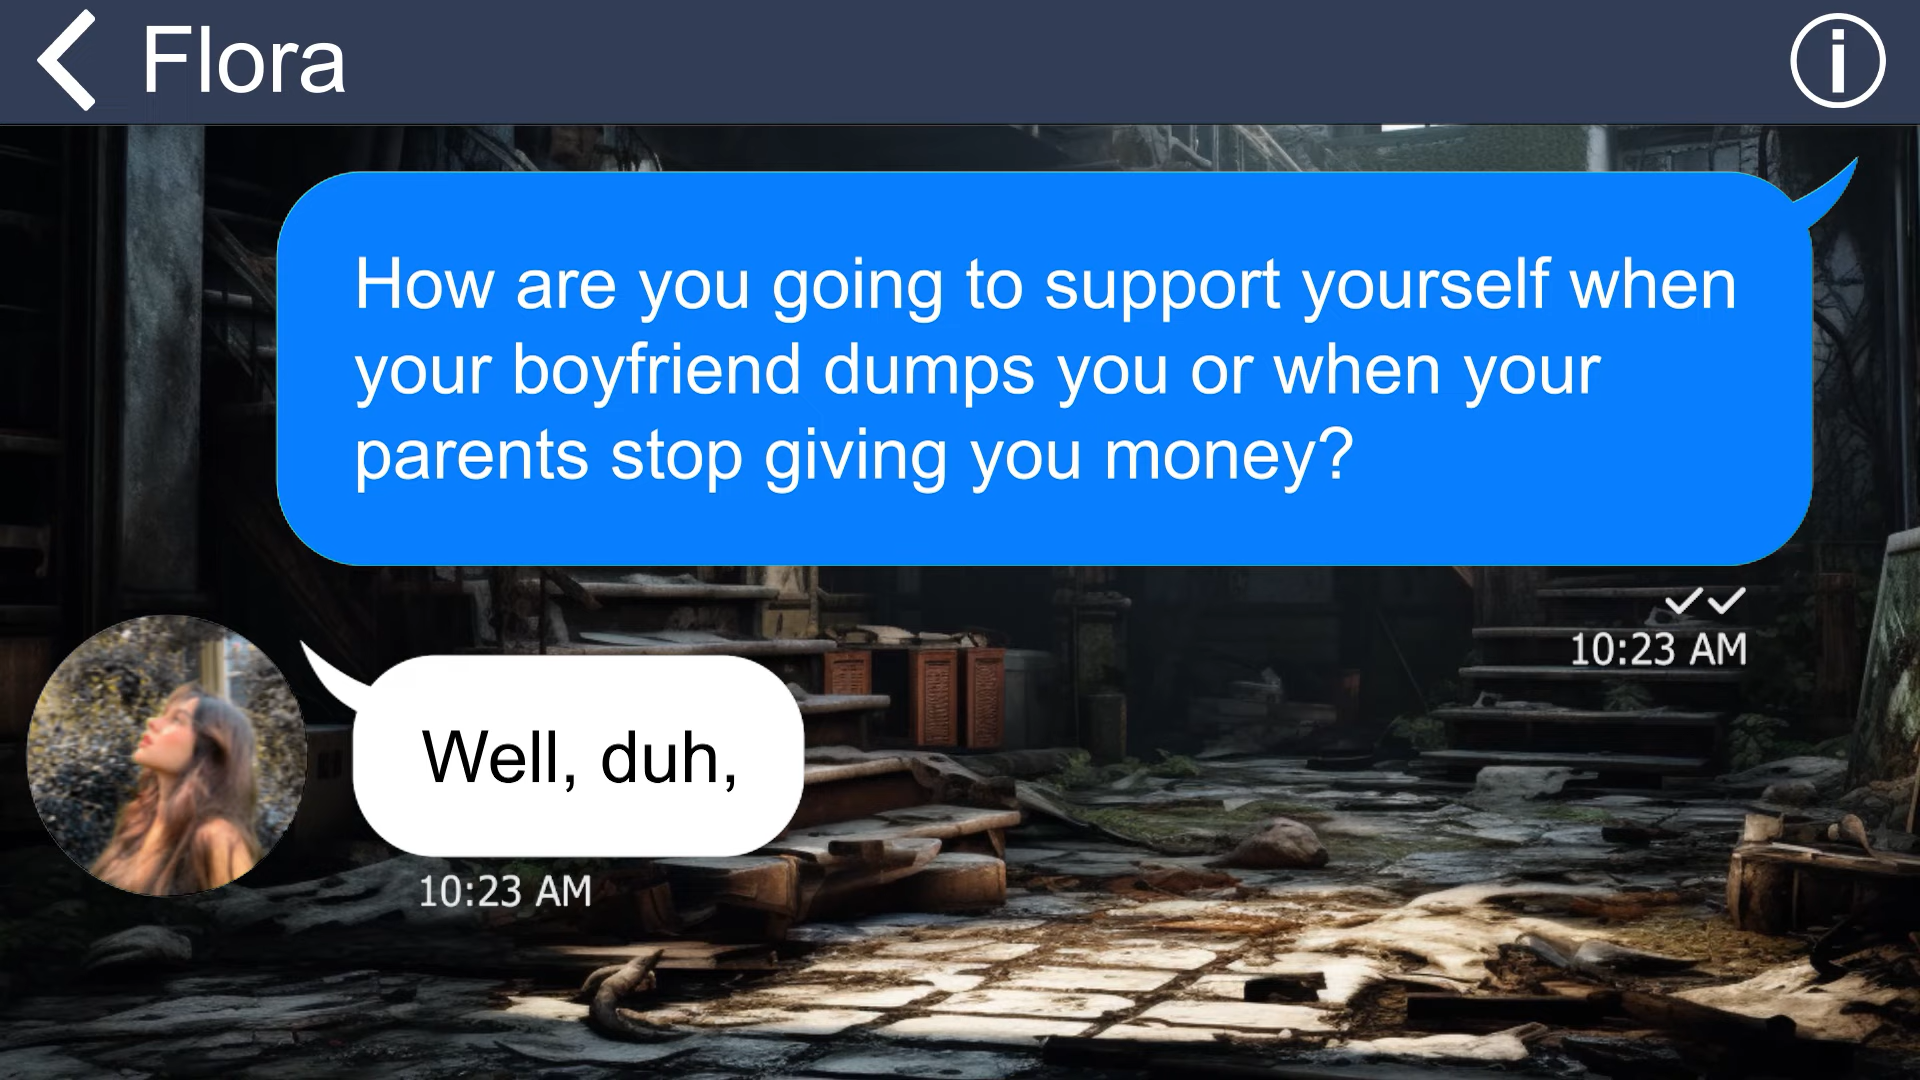 Flora
How are you going to support yourself when
your boyfriend dumps you or when your
parents stop giving you money?
10:23 AM
Well, duh,
10:23 AM